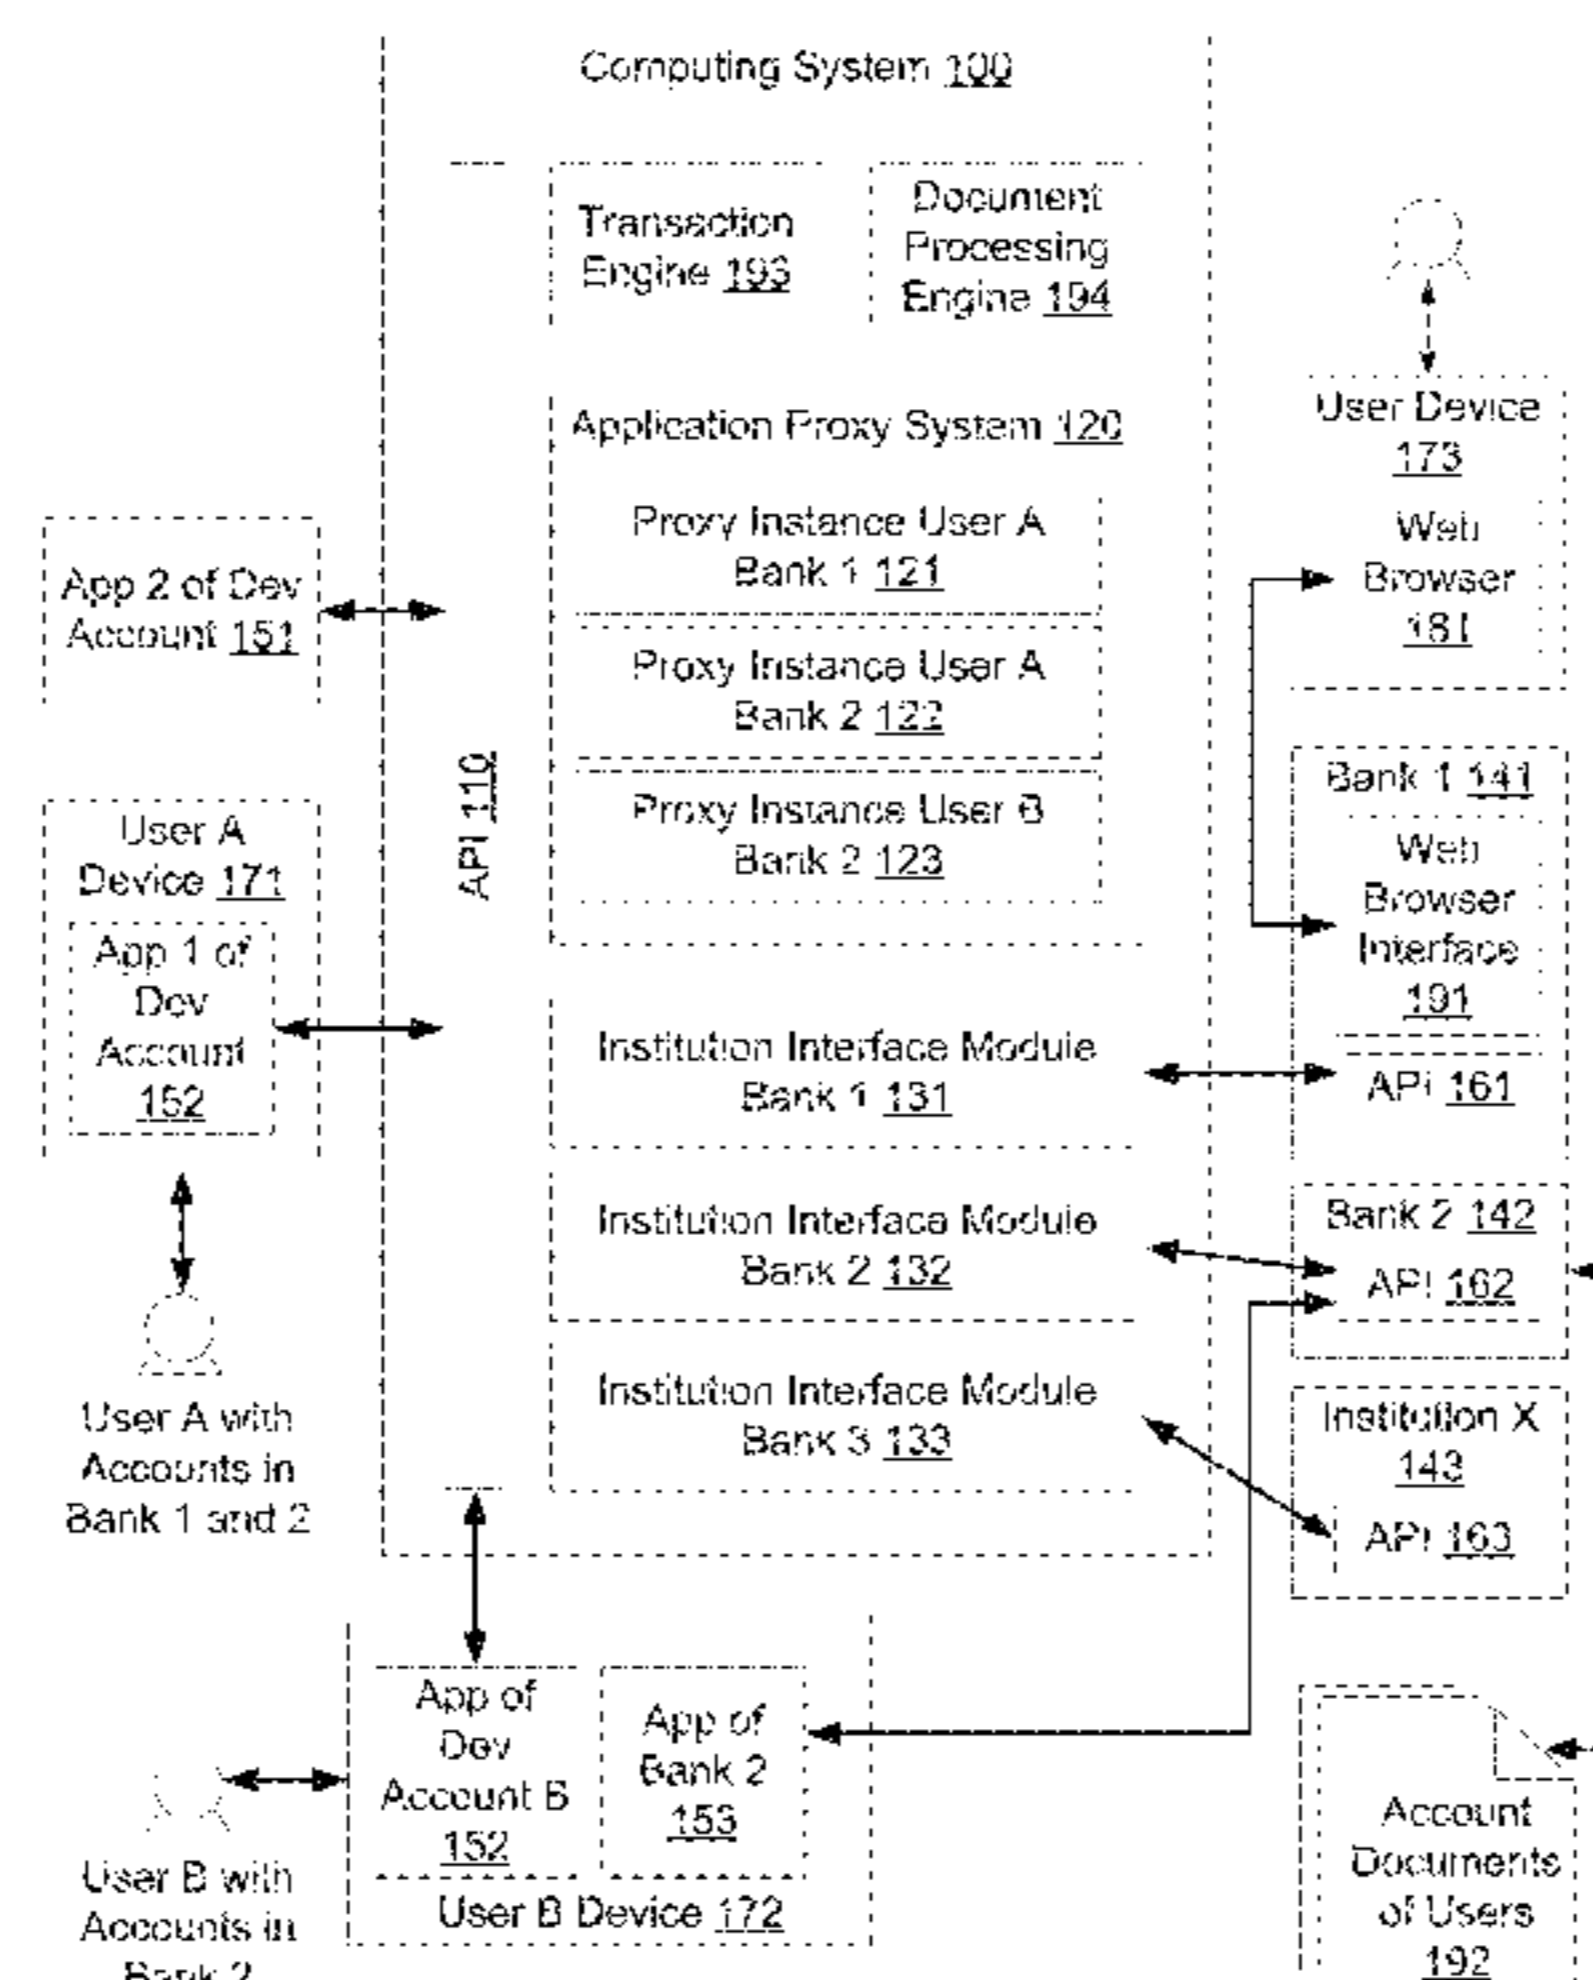 Computing System 100
Transaction
Engine 193
Document
Processing
Engine 194
Application Proxy System 120
Proxy Instance User A
Bank 1 121
Proxy Instance User A
Bank 2 122
Proxy Instance User B
Bank 2 123
API 110
Institution Interface Module
Bank 1 131
Institution Interface Module
Bank 2 132
Institution Interface Module
Bank 3 133
App 2 of Dev
Account 151
User A
Device 171
App 1 of
Dev
Account
152
User A with
Accounts in
Bank 1 and 2
User Device
173
Web
Browser
181
Bank 1 141
Web
Browser
Interface
191
API 161
Bank 2 142
API 162
Institution X
143
API 163
App of
Dev
Account B
152
App of
Bank 2
153
User B Device 172
User B with
Accounts in
Bank 2
Account
Documents
of Users
192